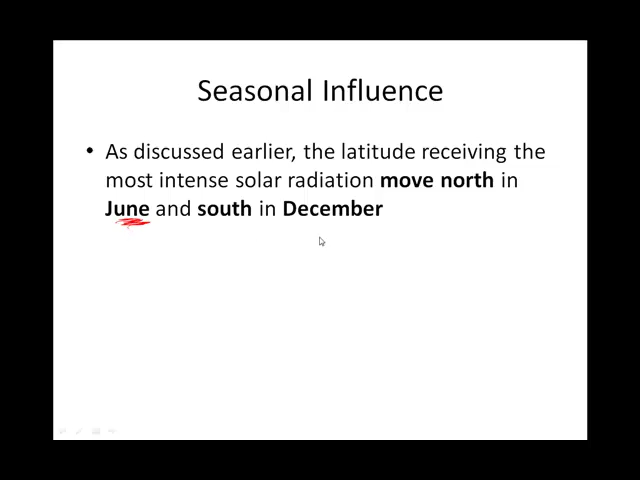 Seasonal Influence
• As discussed earlier, the latitude receiving the
most intense solar radiation move north in
June and south in December